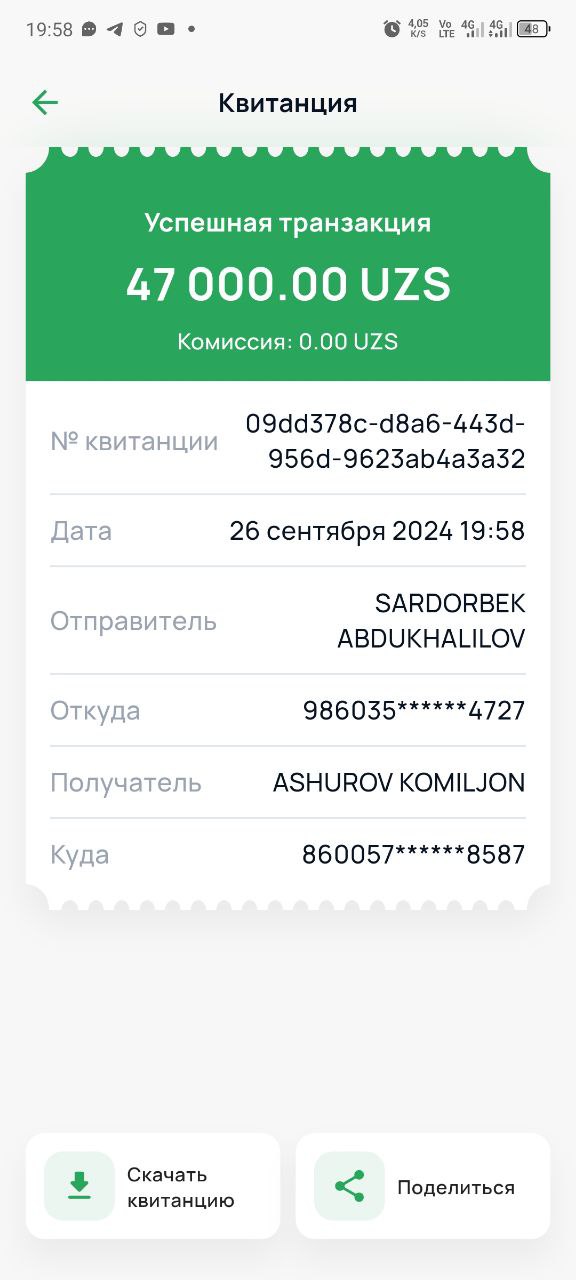 19:58
4,05
K/S
Vo
LTE
4G
4G
48
Квитанция
Успешная транзакция
47 000.00 UZS
Комиссия: 0.00 UZS
№ квитанции
09dd378c-d8a6-443d-
956d-9623ab4a3a32
Дата
26 сентября 2024 19:58
Отправитель
SARDORBEK
ABDUKHALILOV
Откуда
986035******4727
Получатель
ASHUROV KOMILJON
Куда
860057******8587
Скачать
квитанцию
Поделиться